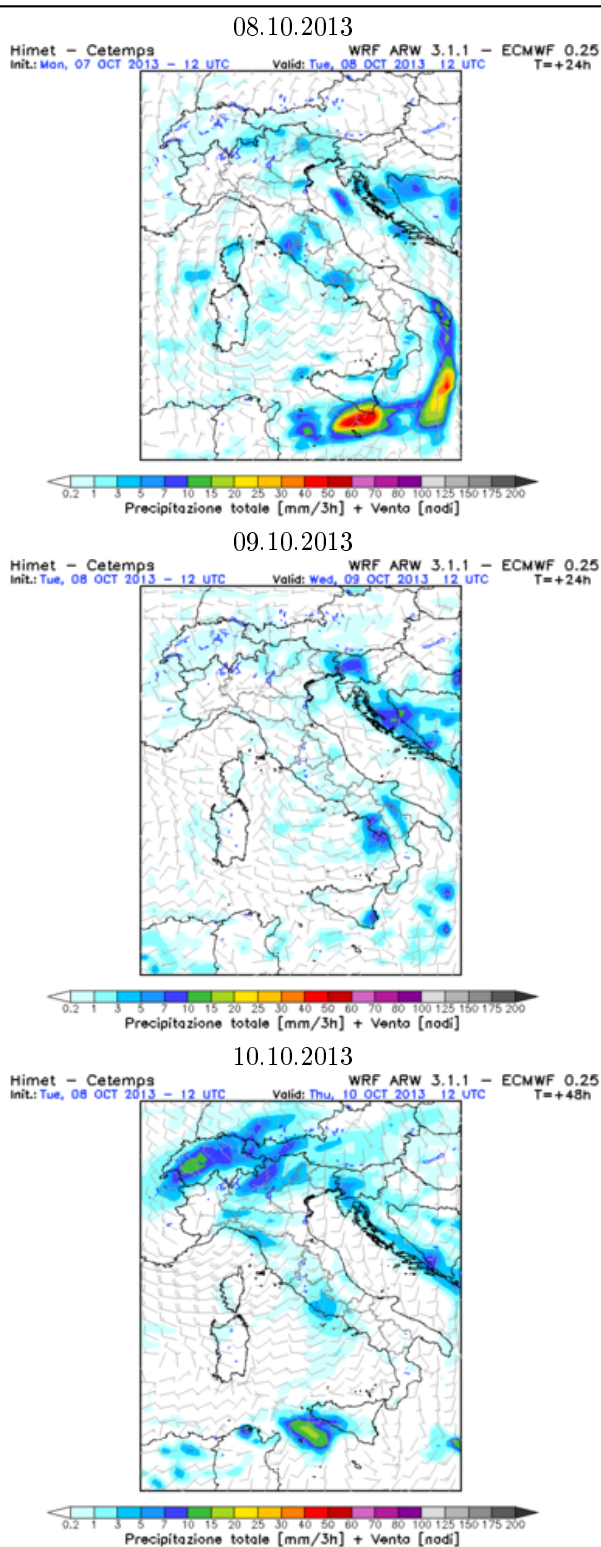 08.10.2013
Himet - Cetemps WRF ARW 3.1.1 - ECMWF 0.25
Init.: Mon, 07 OCT 2013 - 12 UTC Valid: Tue, 08 OCT 2013 12 UTC T=+24h
0.2 1 3 5 7 10 15 20 25 30 40 50 60 70 80 100 125 150 175 200
Precipitazione totale [mm/3h] + Vento [nodi]
09.10.2013
Himet - Cetemps WRF ARW 3.1.1 - ECMWF 0.25
Init.: Tue, 08 OCT 2013 - 12 UTC Valid: Wed, 09 OCT 2013 12 UTC T=+24h
0.2 1 3 5 7 10 15 20 25 30 40 50 60 70 80 100 125 150 175 200
Precipitazione totale [mm/3h] + Vento [nodi]
10.10.2013
Himet - Cetemps WRF ARW 3.1.1 - ECMWF 0.25
Init.: Tue, 08 OCT 2013 - 12 UTC Valid: Thu, 10 OCT 2013 12 UTC T=+48h
0.2 1 3 5 7 10 15 20 25 30 40 50 60 70 80 100 125 150 175 200
Precipitazione totale [mm/3h] + Vento [nodi]